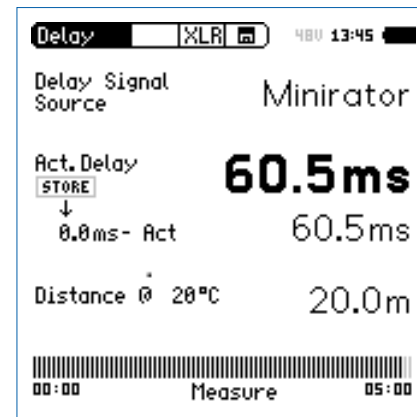 Delay XLR 48V 13:45
Delay Signal
Source
Minirator
Act. Delay
60.5ms
STORE
0.0ms- Act
60.5ms
Distance @ 20°C
20.0m
00:00 Measure 05:00